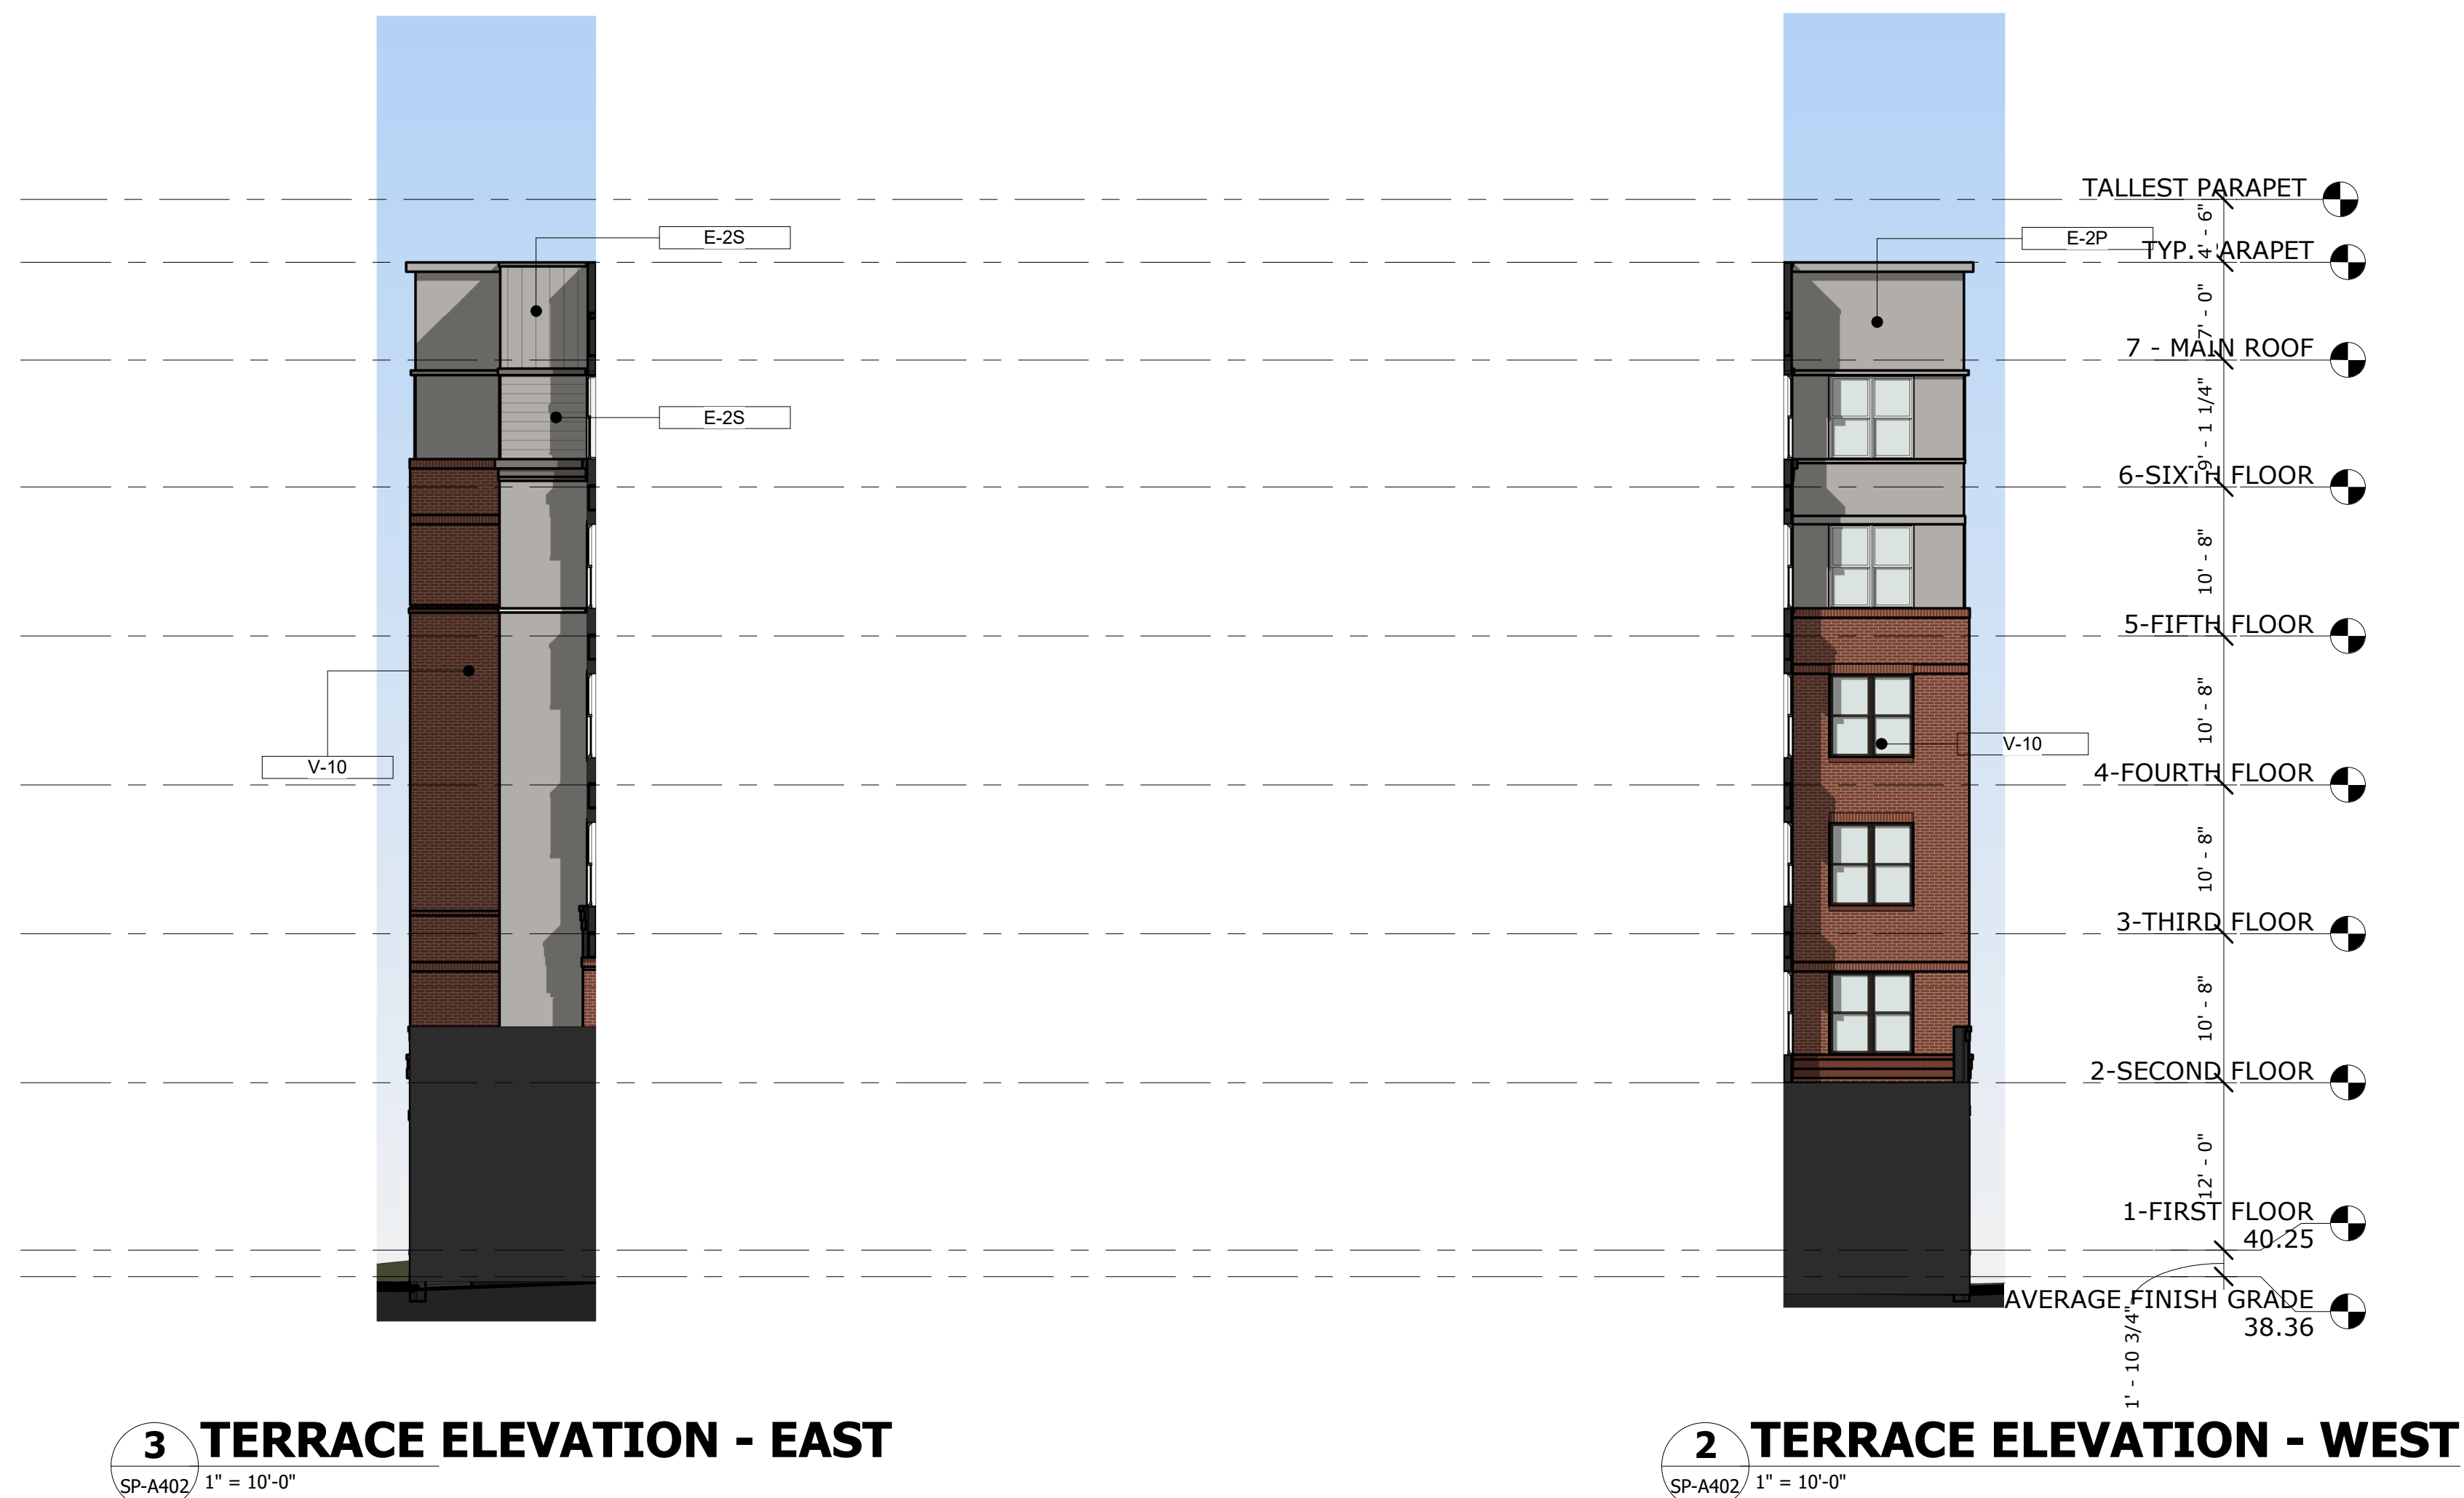 TALLEST PARAPET
4' - 6"
E-2S
E-2P
TYP. PARAPET
7' - 0"
7 - MAIN ROOF
9' - 1 1/4"
E-2S
6-SIXTH FLOOR
10' - 8"
5-FIFTH FLOOR
10' - 8"
V-10
V-10
4-FOURTH FLOOR
10' - 8"
3-THIRD FLOOR
10' - 8"
2-SECOND FLOOR
12' - 0"
1-FIRST FLOOR
40.25
AVERAGE FINISH GRADE
38.36
1' - 10 3/4"
3 TERRACE ELEVATION - EAST
SP-A402 1" = 10'-0"
2 TERRACE ELEVATION - WEST
SP-A402 1" = 10'-0"